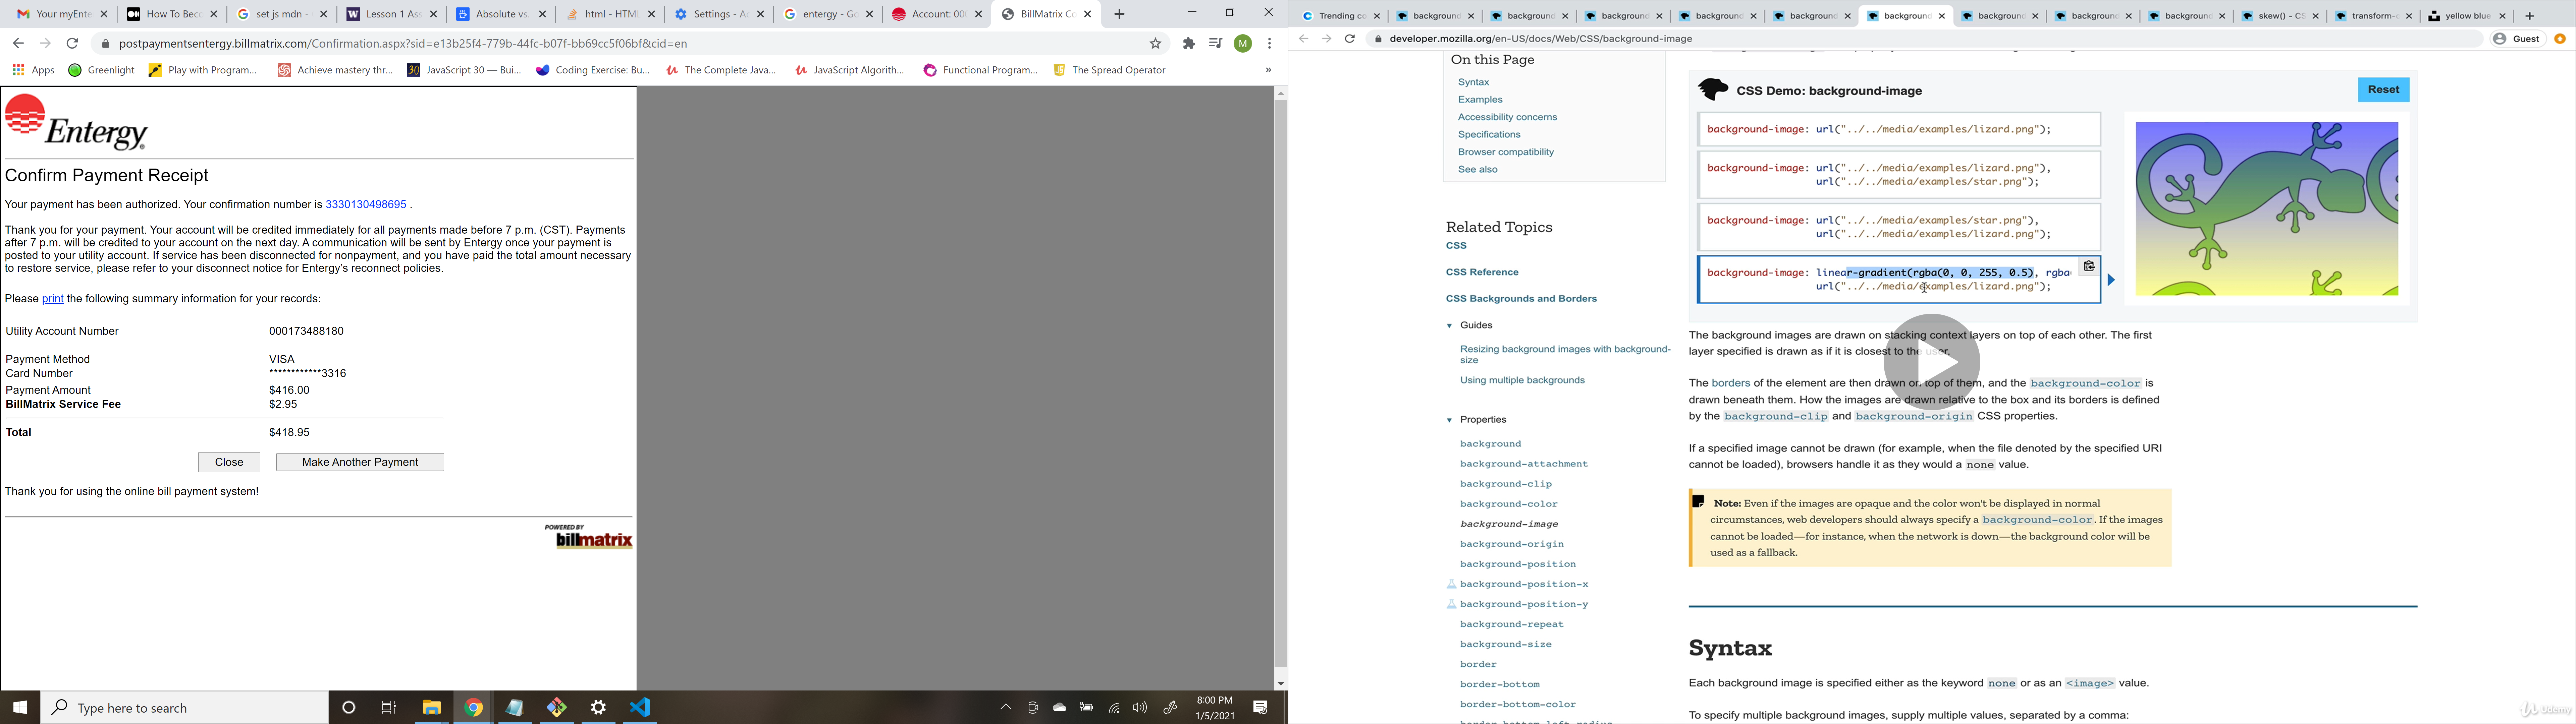 Your myEnte
How To Becc
set js mdn -
Lesson 1 Ass
Absolute vs.
html - HTML
Settings - Ac
entergy - Go
Account: 00
BillMatrix Co
postpaymentsentergy.billmatrix.com/Confirmation.aspx?sid=e13b25f4-779b-44fc-b07f-bb69cc5f06bf&cid=en
M
Apps
Greenlight
Play with Program...
Achieve mastery thr...
30
JavaScript 30 — Bui...
Coding Exercise: Bu...
The Complete Java...
JavaScript Algorith...
Functional Program...
The Spread Operator
»
Entergy
Confirm Payment Receipt
Your payment has been authorized. Your confirmation number is 3330130498695 .
Thank you for your payment. Your account will be credited immediately for all payments made before 7 p.m. (CST). Payments
after 7 p.m. will be credited to your account on the next day. A communication will be sent by Entergy once your payment is
posted to your utility account. If service has been disconnected for nonpayment, and you have paid the total amount necessary
to restore service, please refer to your disconnect notice for Entergy's reconnect policies.
Please print the following summary information for your records:
Utility Account Number 000173488180
Payment Method VISA
Card Number ************3316
Payment Amount $416.00
BillMatrix Service Fee $2.95
Total $418.95
Close
Make Another Payment
Thank you for using the online bill payment system!
POWERED BY
billmatrix
Type here to search
8:00 PM
1/5/2021
Trending co
background
background
background
background
background
background
background
background
background
skew() - CS
transform-
yellow blue
developer.mozilla.org/en-US/docs/Web/CSS/background-image
Guest
On this Page
Syntax
Examples
Accessibility concerns
Specifications
Browser compatibility
See also
Related Topics
CSS
CSS Reference
CSS Backgrounds and Borders
Guides
Resizing background images with background-
size
Using multiple backgrounds
Properties
background
background-attachment
background-clip
background-color
background-image
background-origin
background-position
background-position-x
background-position-y
background-repeat
background-size
border
border-bottom
border-bottom-color
border-bottom-left-radius
CSS Demo: background-image
Reset
background-image: url("../../media/examples/lizard.png");
background-image: url("../../media/examples/lizard.png"),
url("../../media/examples/star.png");
background-image: url("../../media/examples/star.png"),
url("../../media/examples/lizard.png");
background-image: linear-gradient(rgba(0, 0, 255, 0.5), rgba
url("../../media/examples/lizard.png");
The background images are drawn on stacking context layers on top of each other. The first
layer specified is drawn as if it is closest to the user.
The borders of the element are then drawn on top of them, and the background-color is
drawn beneath them. How the images are drawn relative to the box and its borders is defined
by the background-clip and background-origin CSS properties.
If a specified image cannot be drawn (for example, when the file denoted by the specified URI
cannot be loaded), browsers handle it as they would a none value.
Note: Even if the images are opaque and the color won't be displayed in normal
circumstances, web developers should always specify a background-color. If the images
cannot be loaded—for instance, when the network is down—the background color will be
used as a fallback.
Syntax
Each background image is specified either as the keyword none or as an <image> value.
To specify multiple background images, supply multiple values, separated by a comma:
Udemy